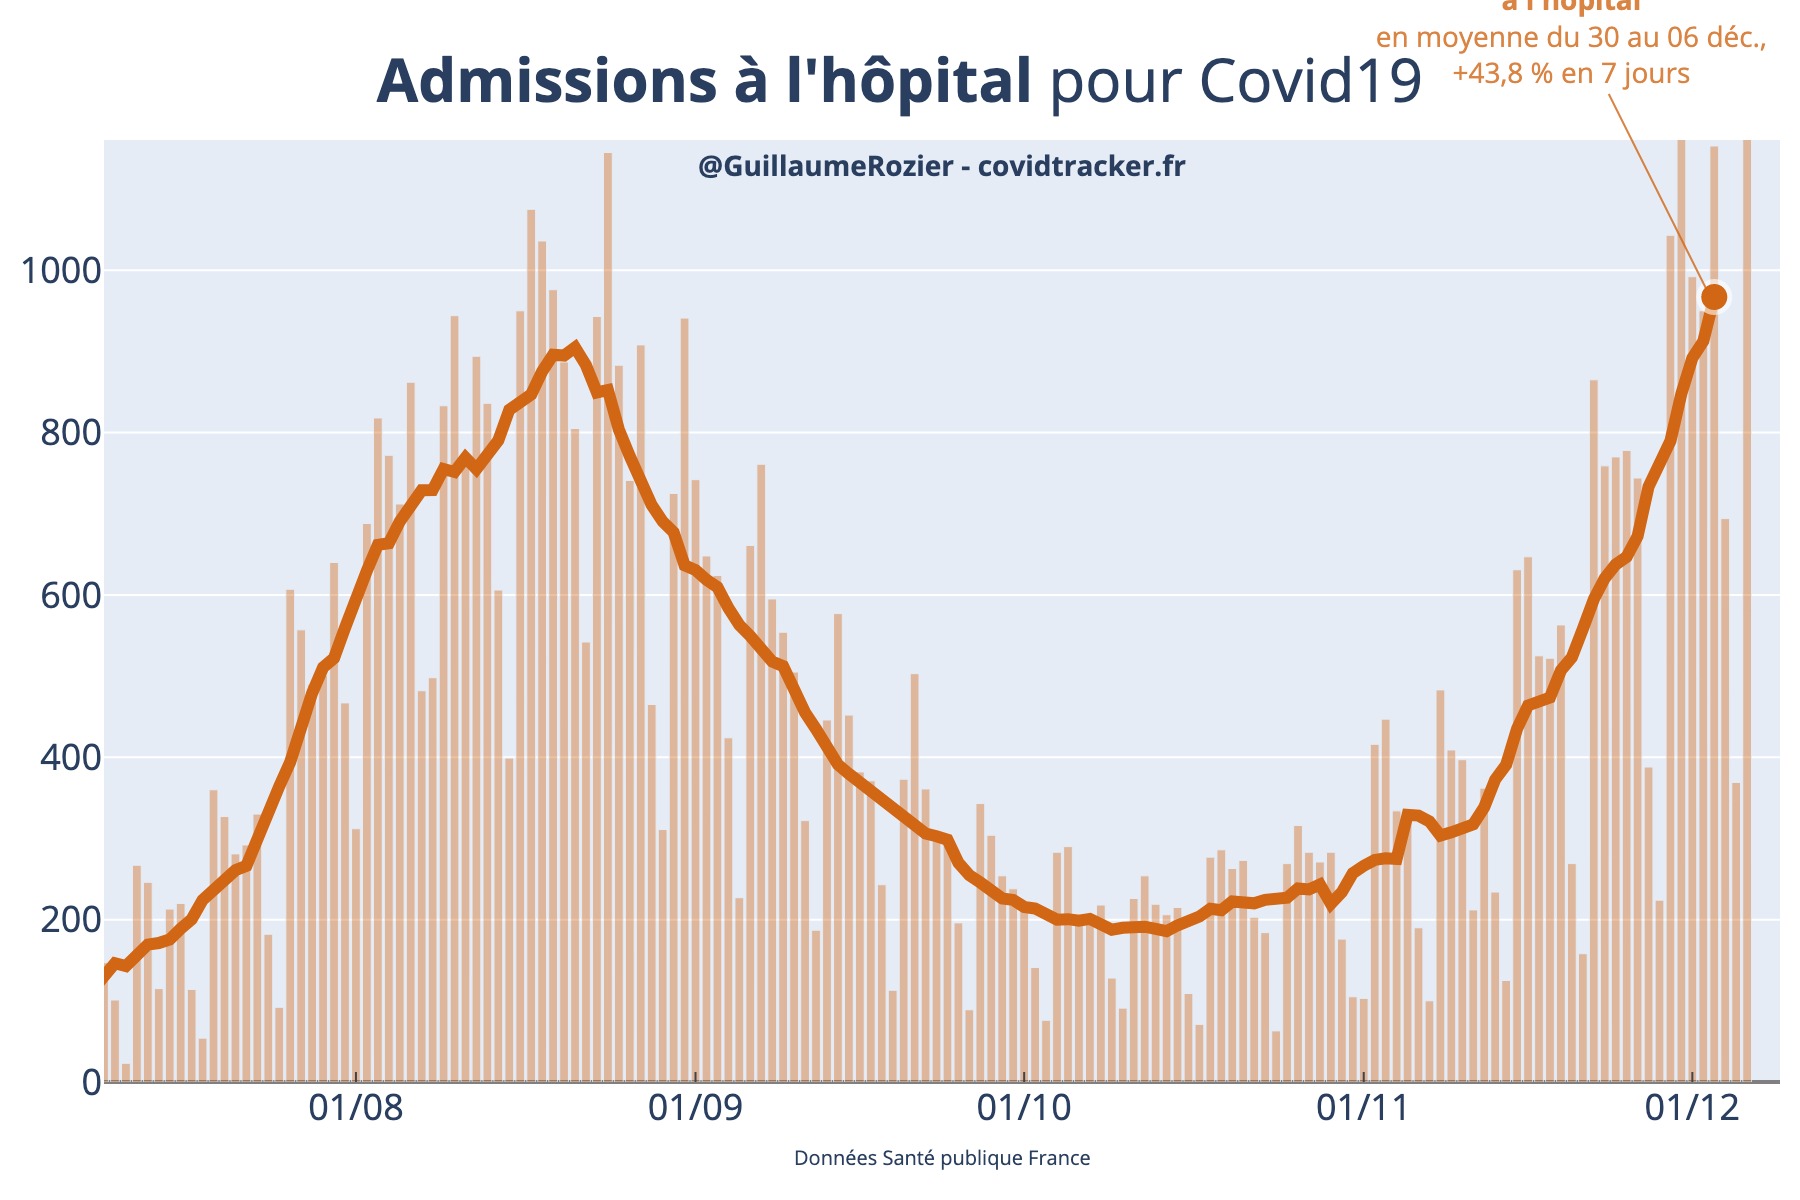 à l'hôpital
en moyenne du 30 au 06 déc.,
+43,8 % en 7 jours
Admissions à l'hôpital pour Covid19
@GuillaumeRozier - covidtracker.fr
1000
800
600
400
200
0
01/08 01/09 01/10 01/11 01/12
Données Santé publique France